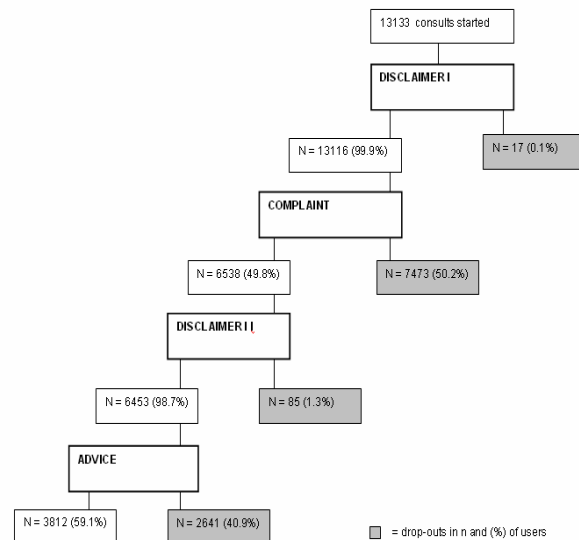 13133 consults started
DISCLAIMER I
N = 13116 (99.9%)
N = 17 (0.1%)
COMPLAINT
N = 6538 (49.8%)
N = 7473 (50.2%)
DISCLAIMER II
N = 6453 (98.7%)
N = 85 (1.3%)
ADVICE
N = 3812 (59.1%)
N = 2641 (40.9%)
= drop-outs in n and (%) of users